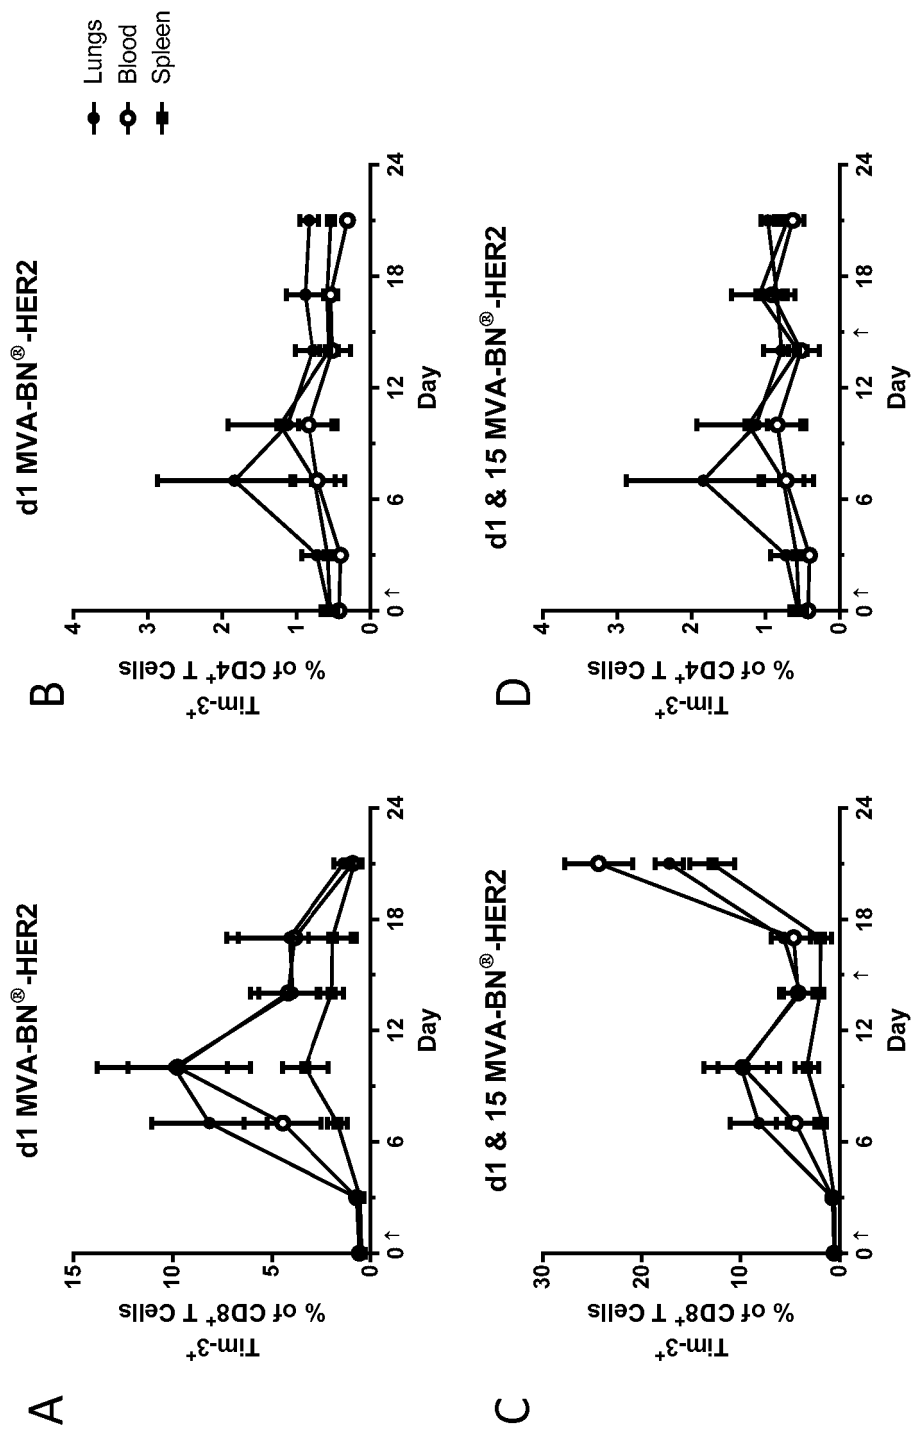 A
d1 MVA-BN®-HER2
Tim-3+
% of CD8+ T Cells
15
10
5
0
0 ↑ 6 12 18 24
Day
B
d1 MVA-BN®-HER2
Tim-3+
% of CD4+ T Cells
4
3
2
1
0
0 ↑ 6 12 18 24
Day
Lungs
Blood
Spleen
C
d1 & 15 MVA-BN®-HER2
Tim-3+
% of CD8+ T Cells
30
20
10
0
0 ↑ 6 12 ↑ 18 24
Day
D
d1 & 15 MVA-BN®-HER2
Tim-3+
% of CD4+ T Cells
4
3
2
1
0
0 ↑ 6 12 ↑ 18 24
Day